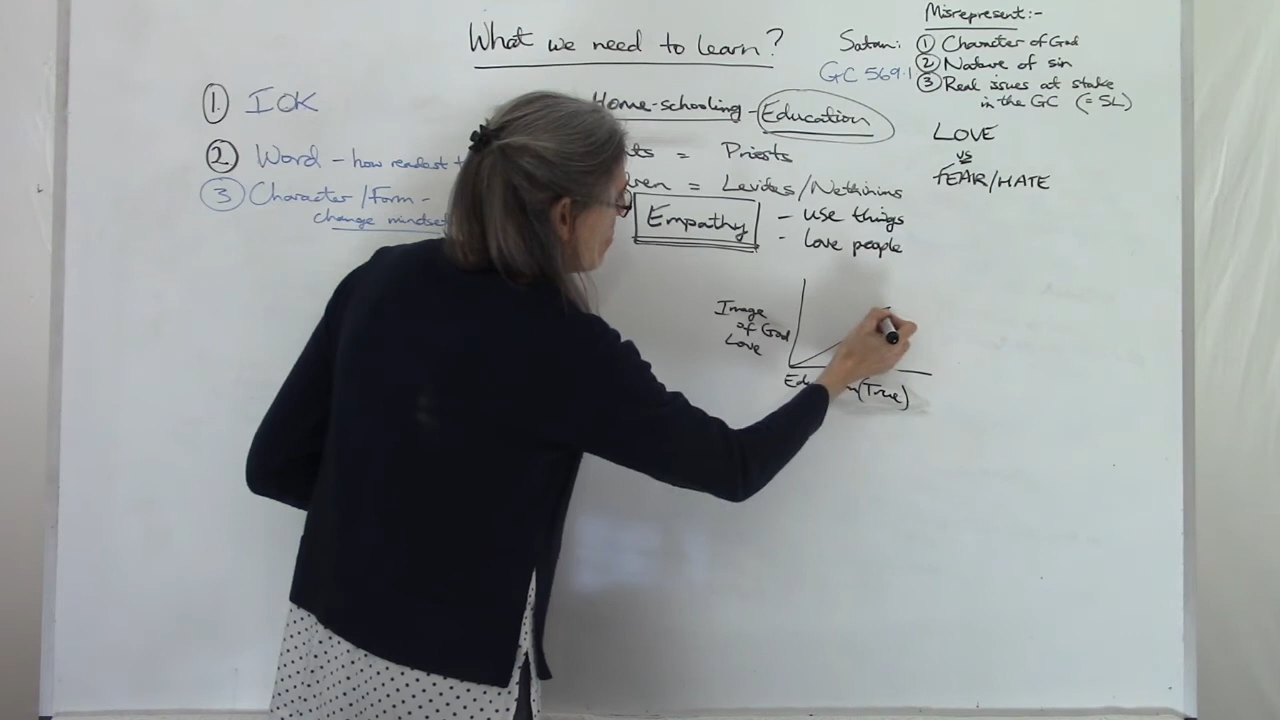 What we need to learn?
① IOK
② Word - how readest t
③ Character/Form -
change mindset
Home-schooling - Education
ts = Priests
ren = Levites/Nethinims
Empathy
- use things
- love people
Image
of God
Love
Edu n(True)
Satan:
GC 569.1
Misrepresent:-
① Character of God
② Nature of sin
③ Real issues at stake
in the GC (= SL)
LOVE
vs
FEAR/HATE